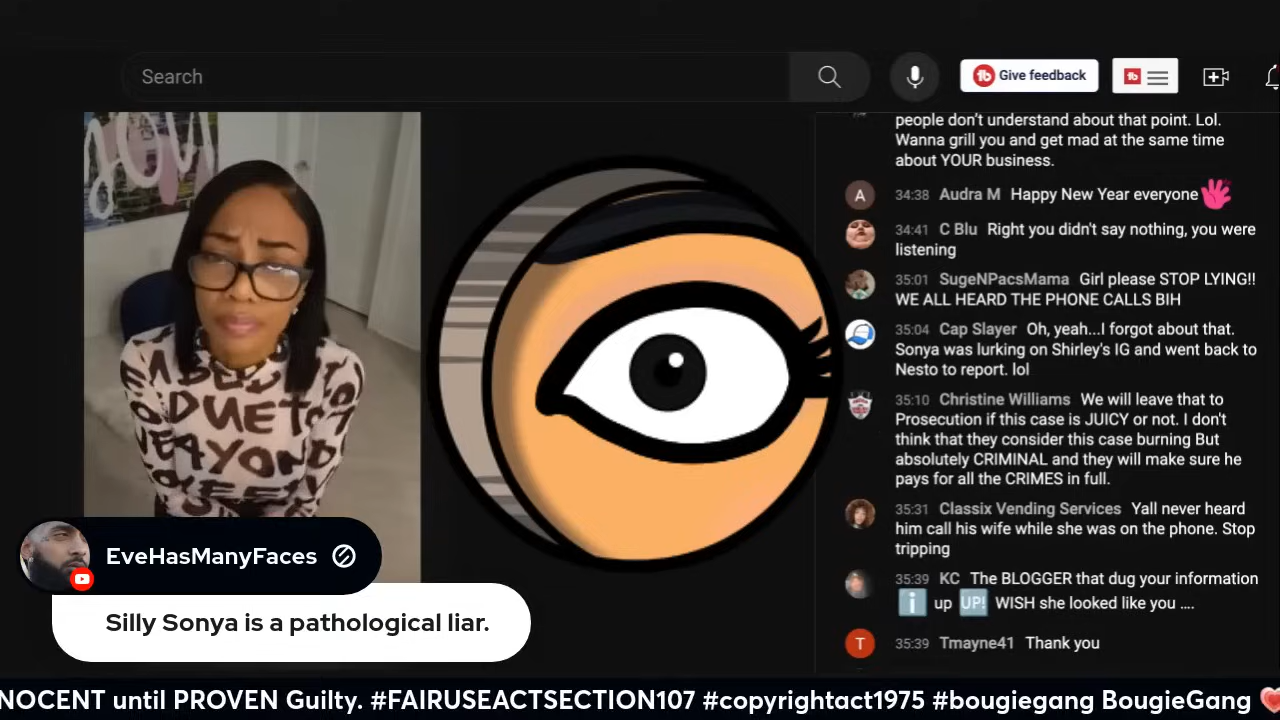 Search
Give feedback
people don't understand about that point. Lol.
Wanna grill you and get mad at the same time
about YOUR business.
34:38 Audra M Happy New Year everyone
A
34:41 C Blu Right you didn't say nothing, you were
listening
35:01 SugeNPacsMama Girl please STOP LYING!!
WE ALL HEARD THE PHONE CALLS BIH
35:04 Cap Slayer Oh, yeah...I forgot about that.
Sonya was lurking on Shirley's IG and went back to
Nesto to report. lol
35:10 Christine Williams We will leave that to
Prosecution if this case is JUICY or not. I don't
think that they consider this case burning But
absolutely CRIMINAL and they will make sure he
pays for all the CRIMES in full.
35:31 Classix Vending Services Yall never heard
him call his wife while she was on the phone. Stop
tripping
35:39 KC The BLOGGER that dug your information
ℹ️ up 🆙 WISH she looked like you ....
T
35:39 Tmayne41 Thank you
DUET
EveHasManyFaces
Silly Sonya is a pathological liar.
NOCENT until PROVEN Guilty. #FAIRUSEACTSECTION107 #copyrightact1975 #bougiegang BougieGang